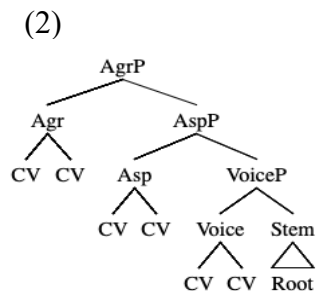 (2)
AgrP
Agr AspP
CV CV Asp VoiceP
CV CV Voice Stem
CV CV Root